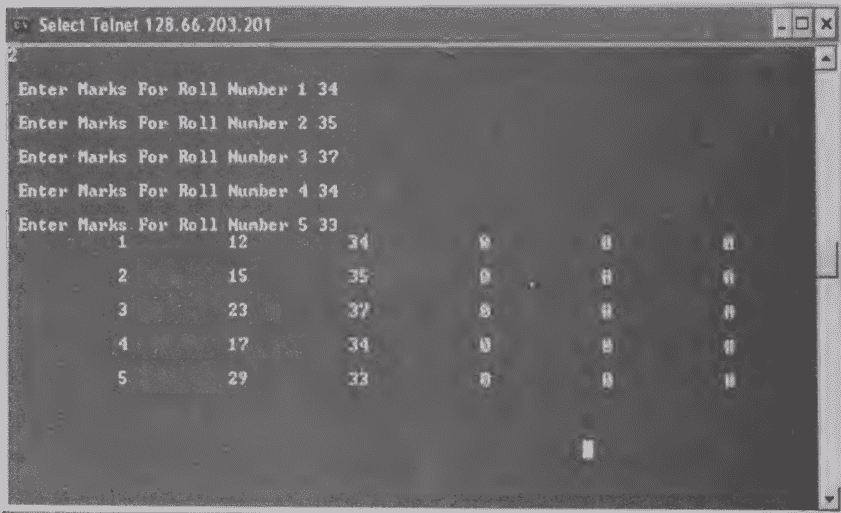 Select Telnet 128.66.203.201
2
Enter Marks For Roll Number 1 34
Enter Marks For Roll Number 2 35
Enter Marks For Roll Number 3 37
Enter Marks For Roll Number 4 34
Enter Marks For Roll Number 5 33
1 12 34 0 0 0
2 15 35 0 0 0
3 23 37 0 0 0
4 17 34 0 0 0
5 29 33 0 0 0